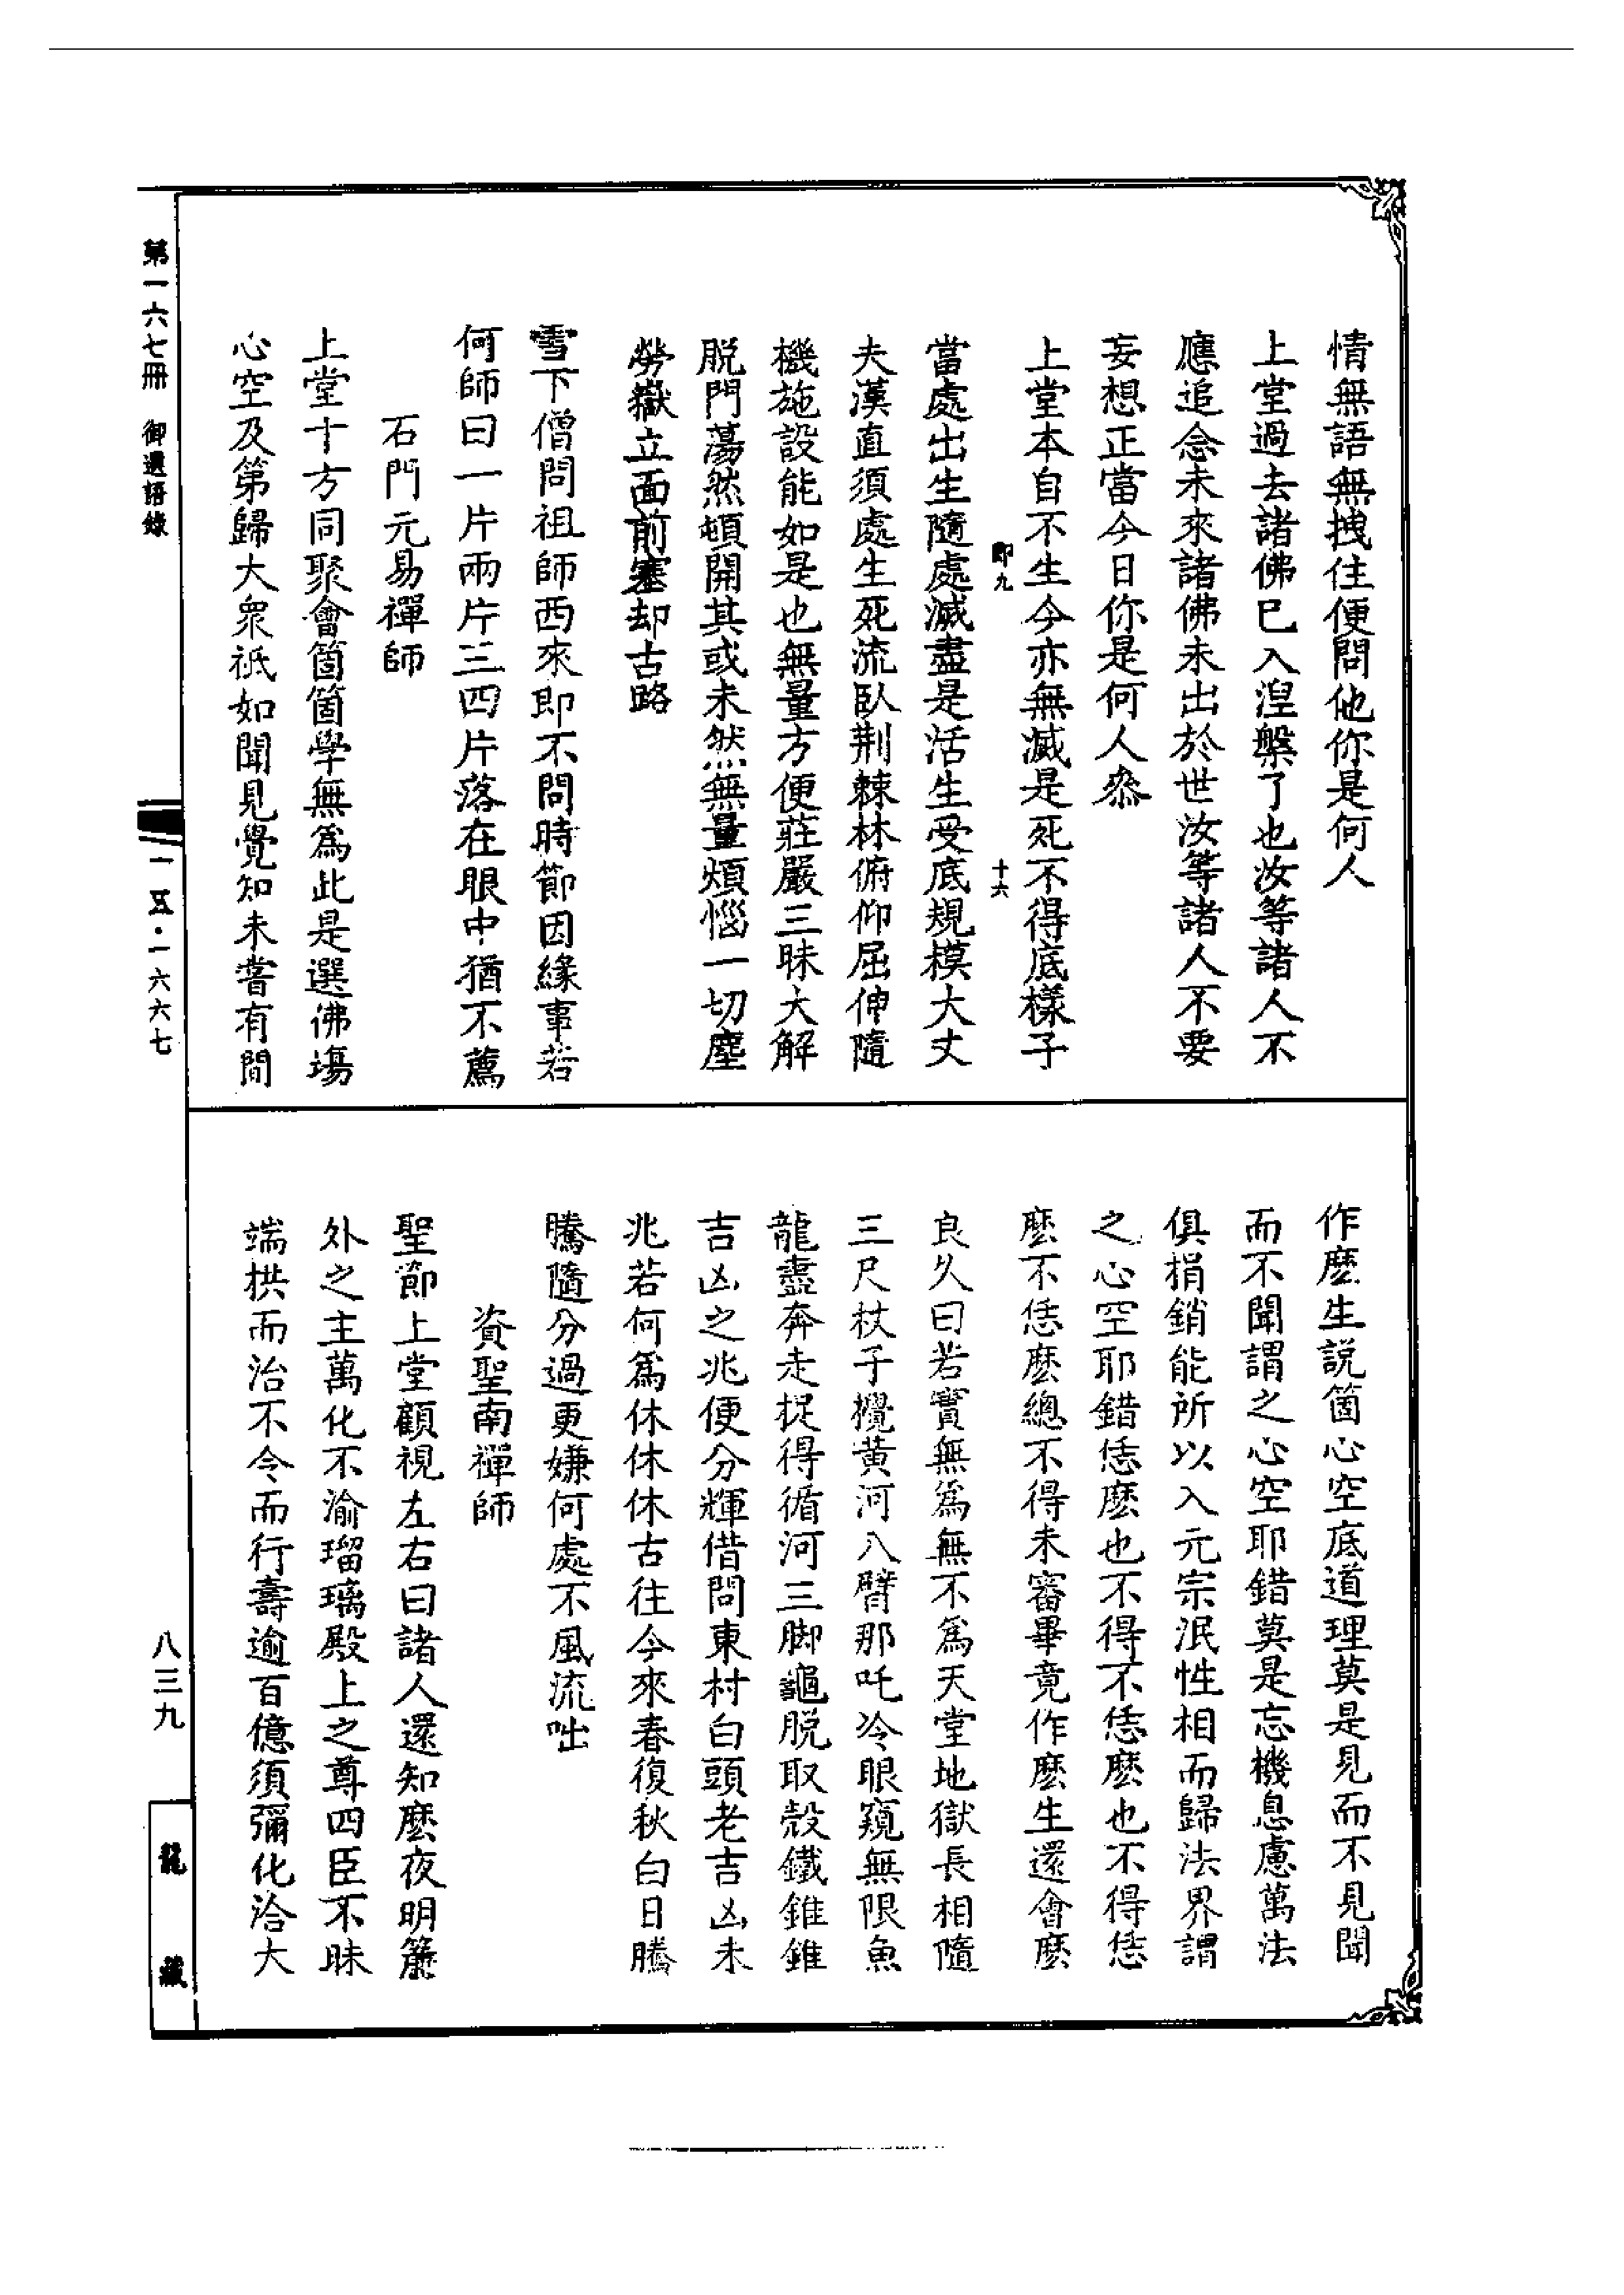 情無語無拽住便問他你是何人
上堂過去諸佛已入涅槃了也汝等諸人不
應追念未來諸佛未出於世汝等諸人不要
妄想正當今日你是何人叅
上堂本自不生今亦無滅是死不得底樣子
即九
十六
當處出生隨處滅盡是活生受底規模大丈
夫漢直須處生死流臥荆棘林俯仰屈伸隨
機施設能如是也無量方便莊嚴三昧大解
脫門蕩然頓開其或未然無量煩惱一切塵
勞嶽立面前塞却古路
雪下僧問祖師西來即不問時節因緣事若
何師曰一片兩片三四片落在眼中猶不薦
石門元易禪師
上堂十方同聚會箇箇學無爲此是選佛場
心空及第歸大衆祇如聞見覺知未嘗有間
作麽生說箇心空底道理莫是見而不見聞
而不聞謂之心空耶錯莫是忘機息慮萬法
俱捐銷能所以入元宗泯性相而歸法界謂
之心空耶錯恁麽也不得不恁麽也不得恁
麽不恁麽總不得未審畢竟作麽生還會麽
良久曰若實無爲無不爲天堂地獄長相隨
三尺杖子攪黃河八臂那吒冷眼窺無限魚
龍盡奔走捉得循河三脚龜脫取殼鐵錐錐
吉凶之兆便分輝借問東村白頭老吉凶未
兆若何爲休休休古往今來春復秋白日騰
騰隨分過更嫌何處不風流咄
資聖南禪師
聖節上堂顧視左右曰諸人還知麽夜明簾
外之主萬化不渝瑠璃殿上之尊四臣不昧
端拱而治不令而行壽逾百億須彌化洽大
第一六七冊 御選語錄
一五·一六六七
八三九
龍藏